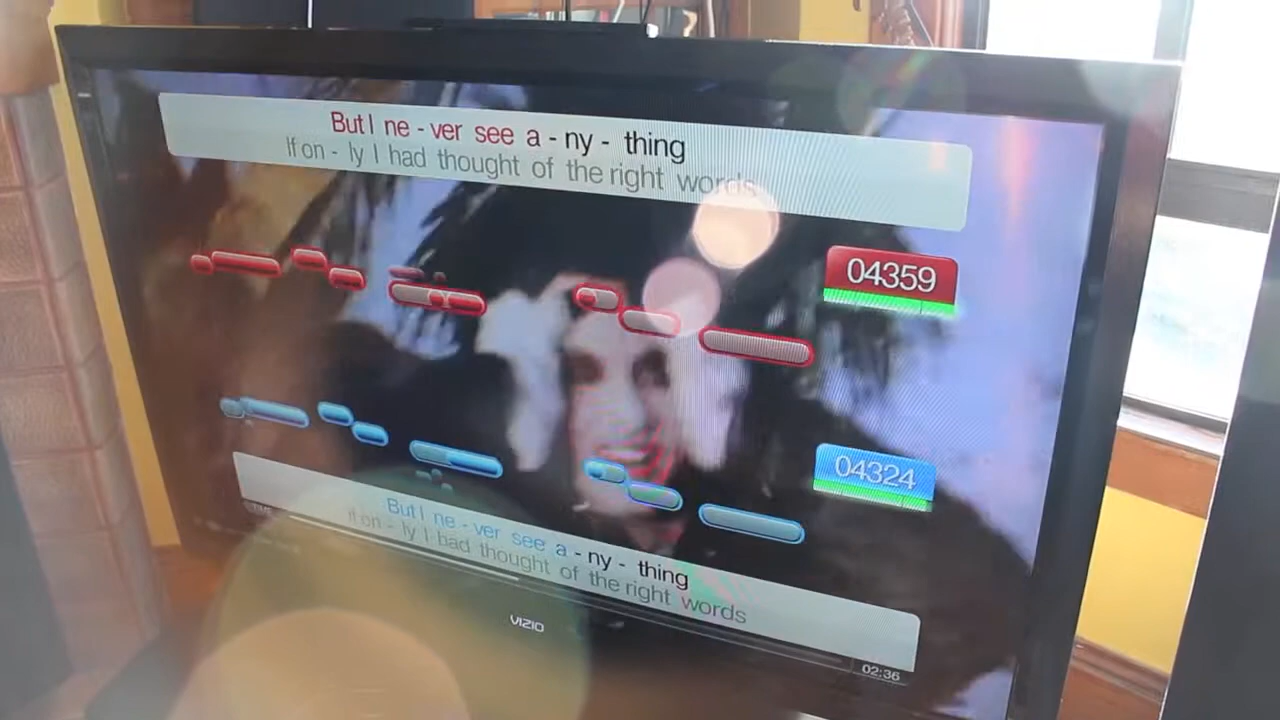 But I ne - ver see a - ny - thing
If on - ly I had thought of the right words
04359
04324
But I ne - ver see a - ny - thing
If on - ly I had thought of the right words
02:36
VIZIO